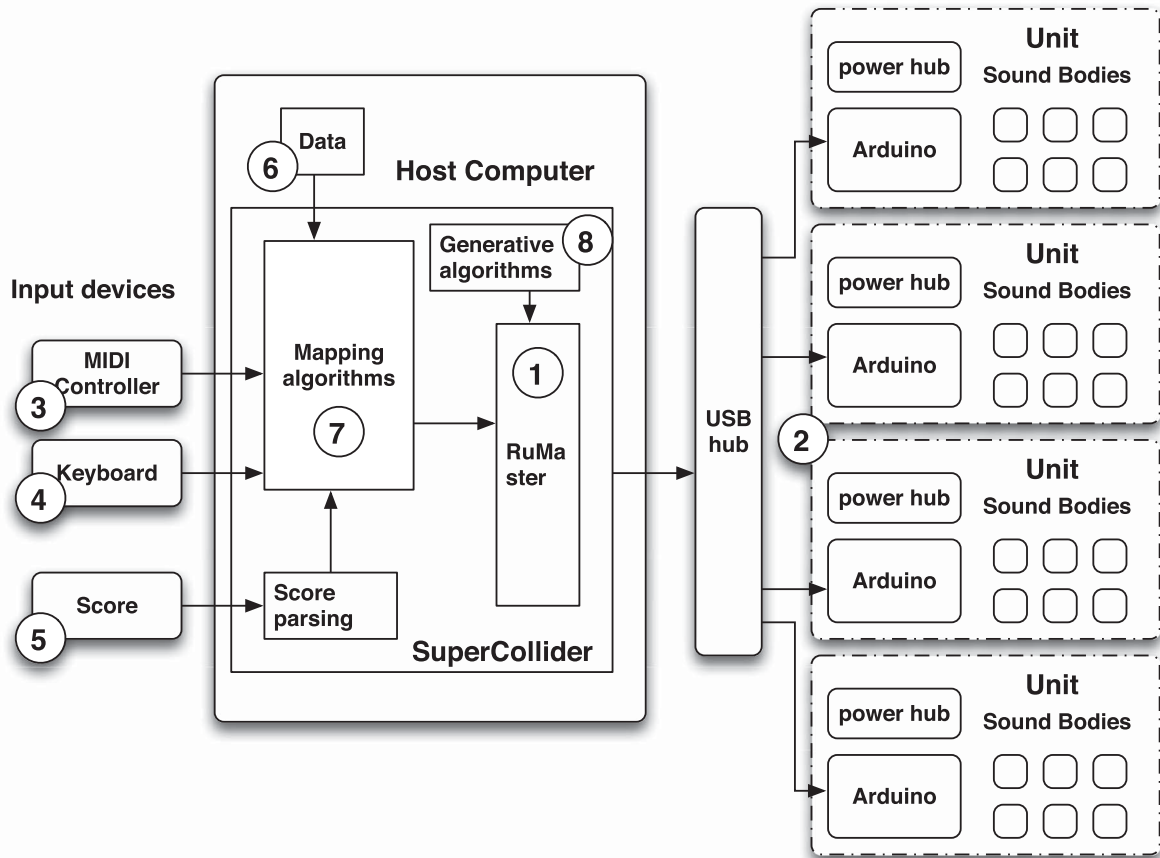 Input devices
MIDI
Controller
3
Keyboard
4
Score
5
Data
6
Host Computer
Generative
algorithms
8
Mapping
algorithms
7
1
RuMa
ster
Score
parsing
SuperCollider
USB
hub
2
Unit
power hub
Sound Bodies
Arduino
Unit
power hub
Sound Bodies
Arduino
Unit
power hub
Sound Bodies
Arduino
Unit
power hub
Sound Bodies
Arduino